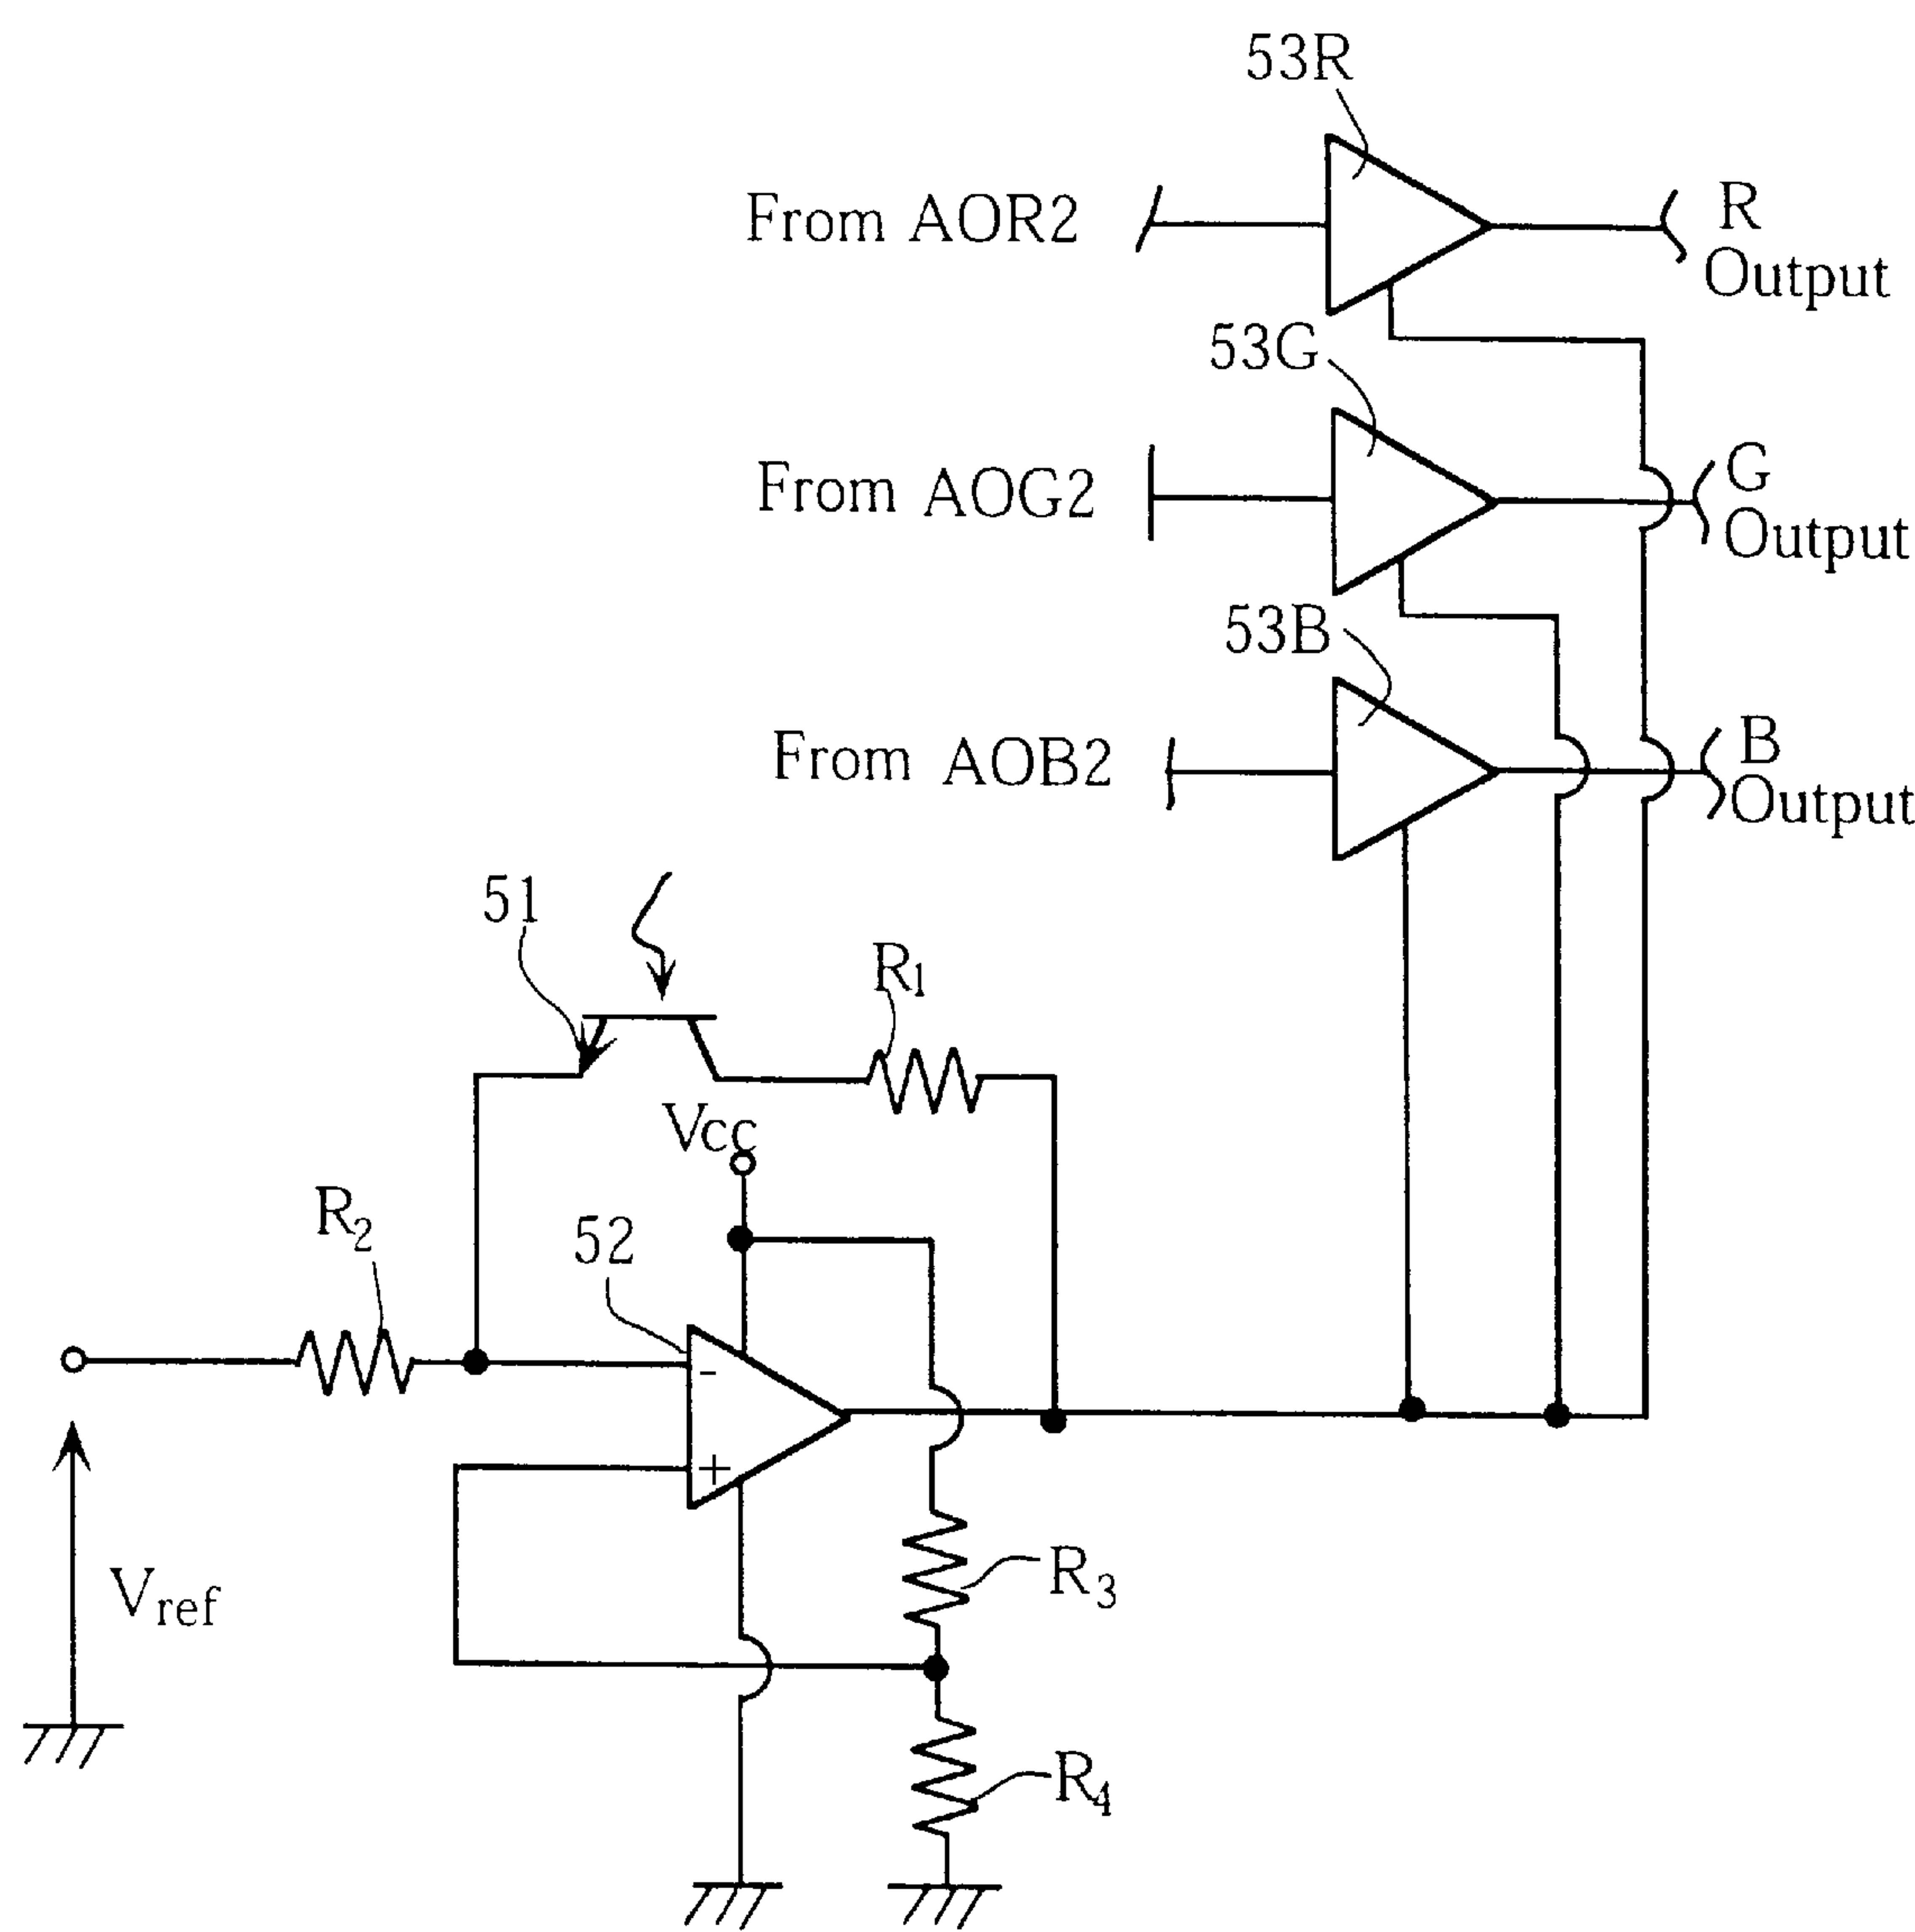 53R
From AOR2
R
Output
53G
From AOG2
G
Output
53B
From AOB2
B
Output
51
R1
Vcc
R2
52
-
+
Vref
R3
R4